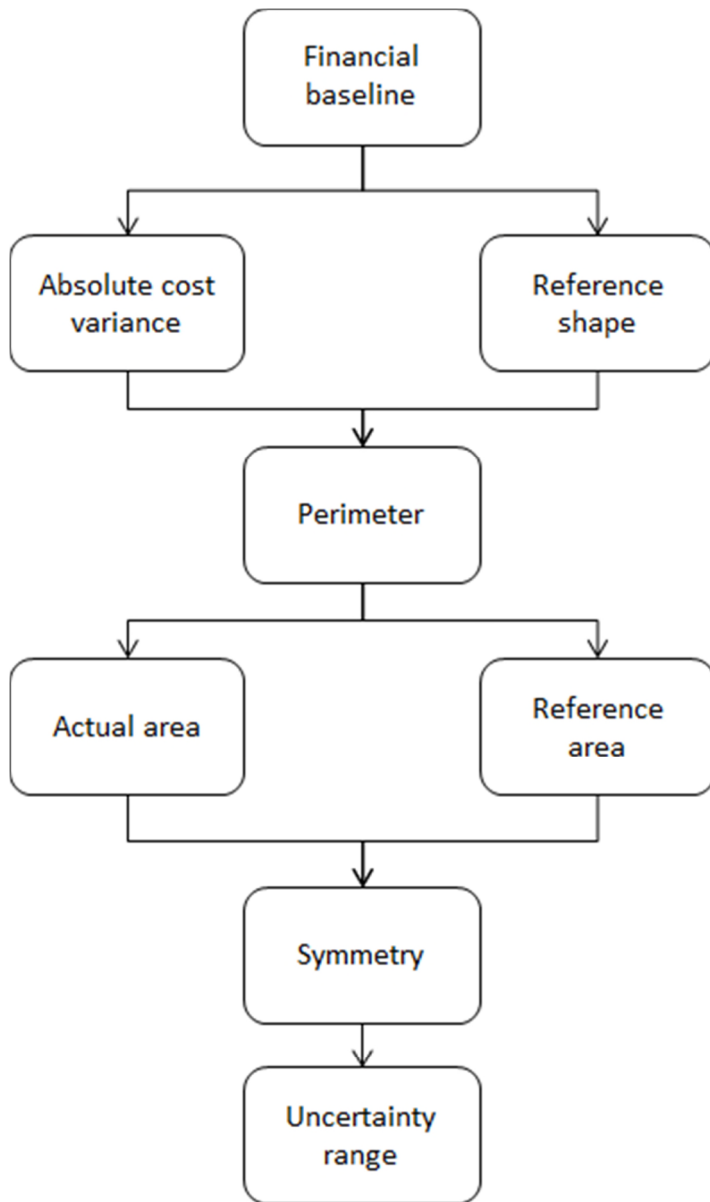 Financial
baseline
Absolute cost
variance
Reference
shape
Perimeter
Actual area
Reference
area
Symmetry
Uncertainty
range